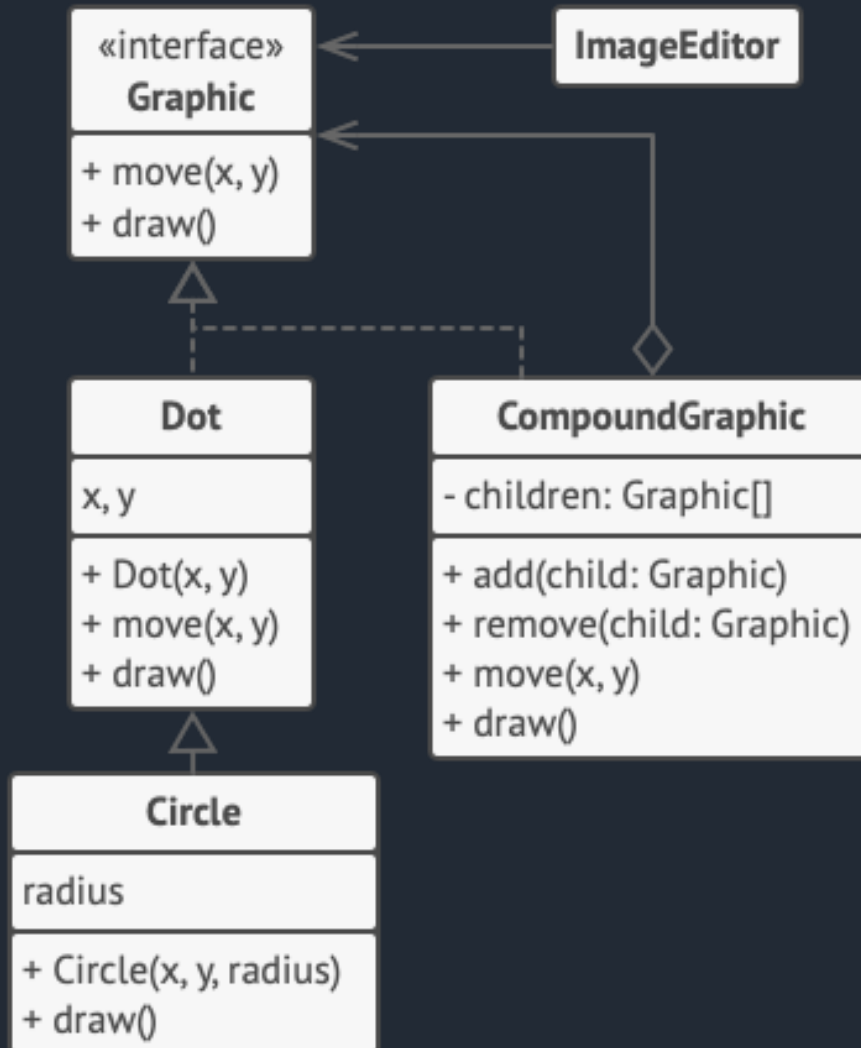 «interface»
Graphic
+ move(x, y)
+ draw()
ImageEditor
Dot
x, y
+ Dot(x, y)
+ move(x, y)
+ draw()
CompoundGraphic
- children: Graphic[]
+ add(child: Graphic)
+ remove(child: Graphic)
+ move(x, y)
+ draw()
Circle
radius
+ Circle(x, y, radius)
+ draw()